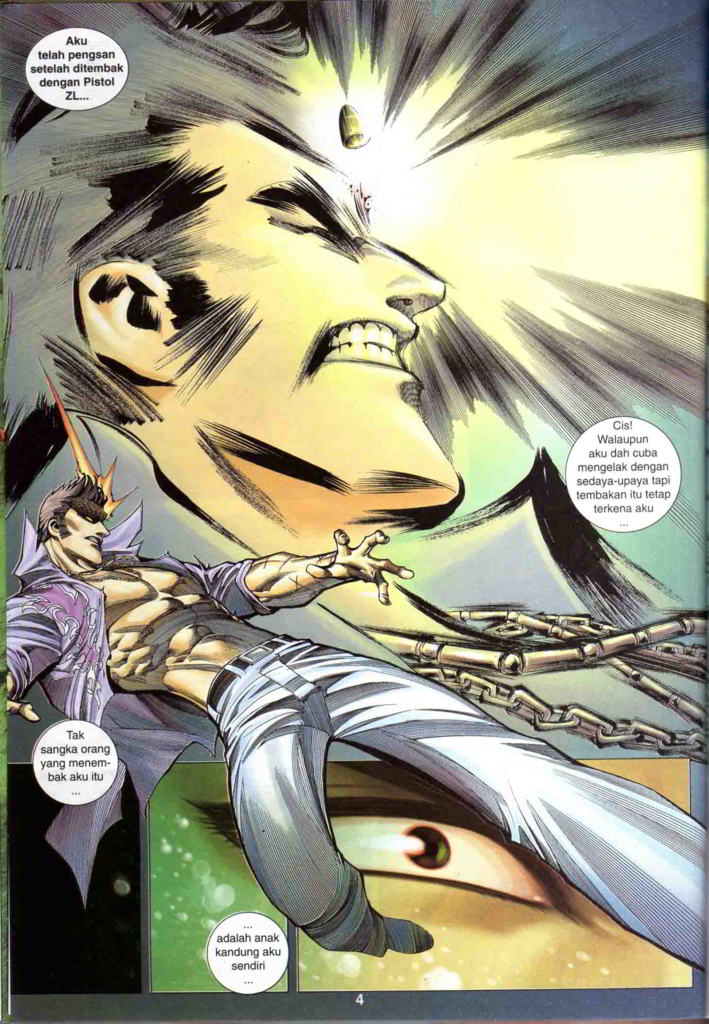 Aku
telah pengsan
setelah ditembak
dengan Pistol
ZL...
Cis!
Walaupun
aku dah cuba
mengelak dengan
sedaya-upaya tapi
tembakan itu tetap
terkena aku
...
Tak
sangka orang
yang menem-
bak aku itu
...
...
adalah anak
kandung aku
sendiri
...
4